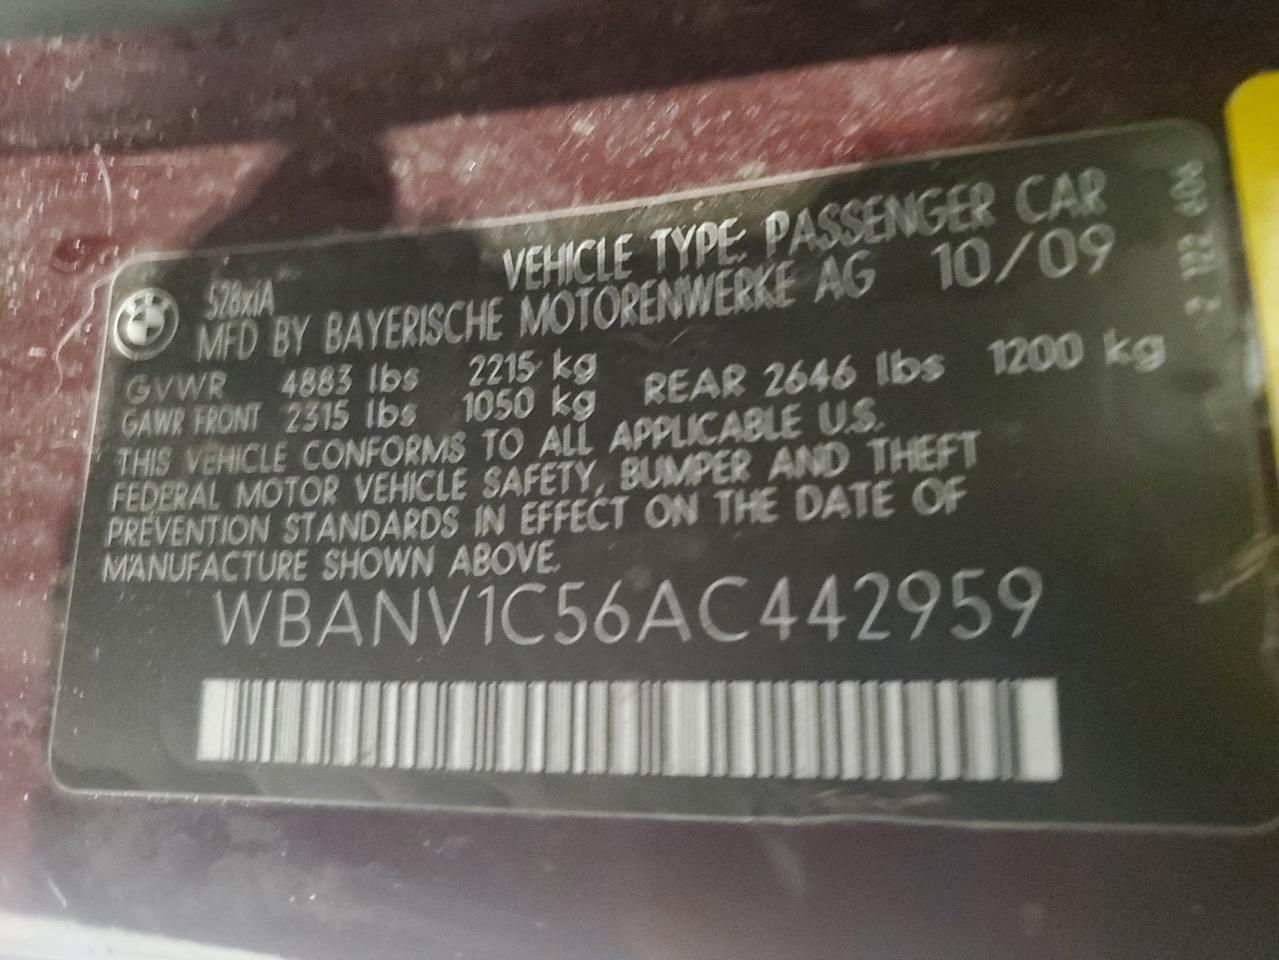 VEHICLE TYPE: PASSENGER CAR
528xiA
MFD BY BAYERISCHE MOTORENWERKE AG 10/09
GVWR 4883 lbs 2215 kg
GAWR FRONT 2315 lbs 1050 kg REAR 2646 lbs 1200 kg
THIS VEHICLE CONFORMS TO ALL APPLICABLE U.S.
FEDERAL MOTOR VEHICLE SAFETY, BUMPER AND THEFT
PREVENTION STANDARDS IN EFFECT ON THE DATE OF
MANUFACTURE SHOWN ABOVE.
WBANV1C56AC442959